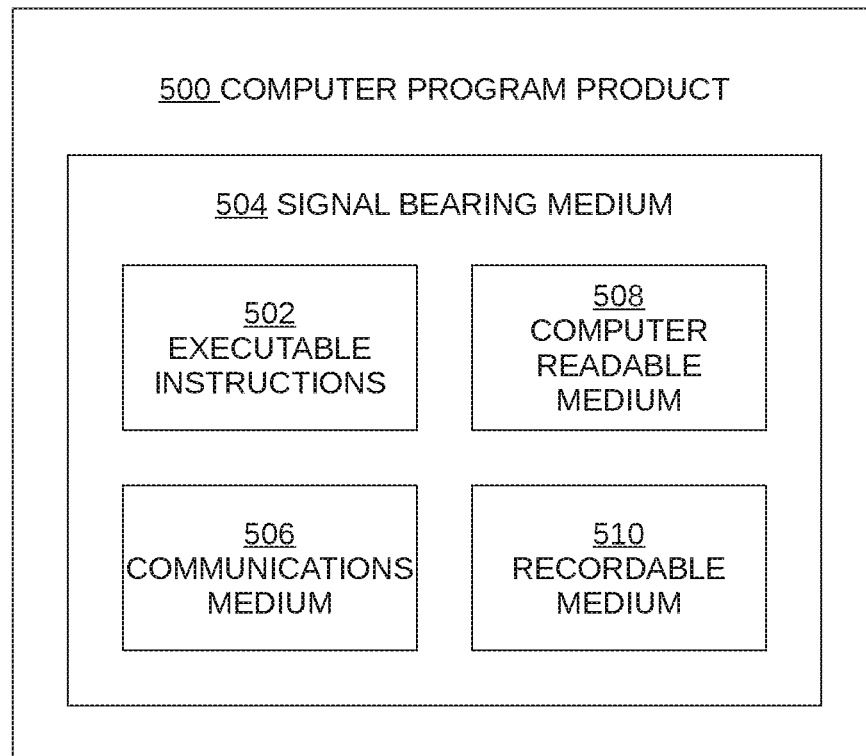 500 COMPUTER PROGRAM PRODUCT
504 SIGNAL BEARING MEDIUM
502
EXECUTABLE
INSTRUCTIONS
508
COMPUTER
READABLE
MEDIUM
506
COMMUNICATIONS
MEDIUM
510
RECORDABLE
MEDIUM